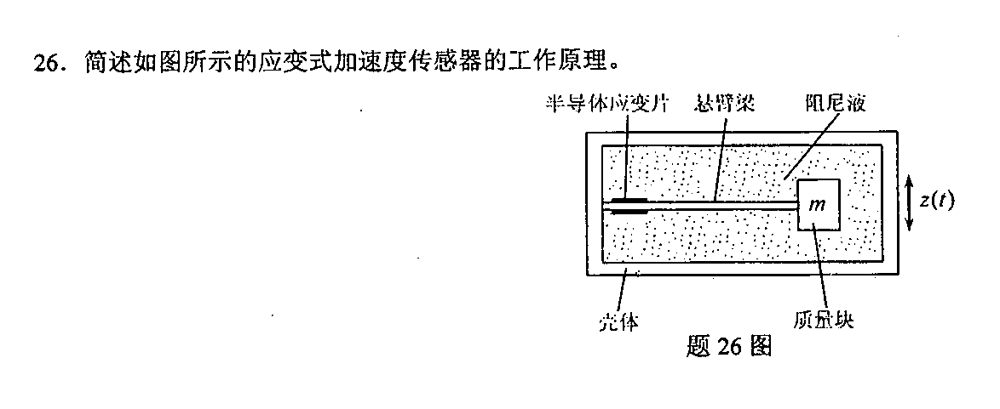 26．简述如图所示的应变式加速度传感器的工作原理。
半导体应变片 悬臂梁 阻尼液
m
z(t)
壳体 质量块
题 26 图